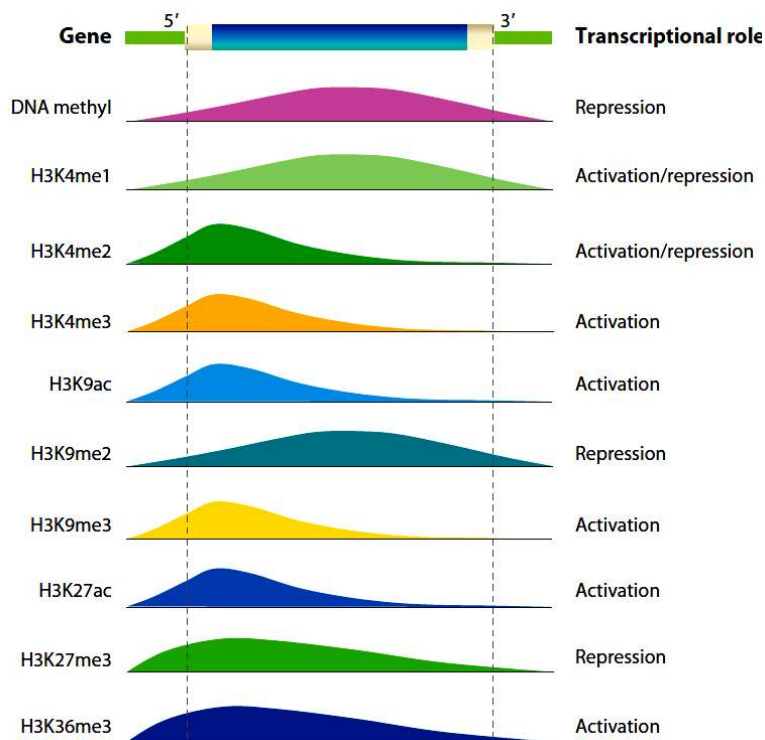 5′ 3′
Gene Transcriptional role
DNA methyl Repression
H3K4me1 Activation/repression
H3K4me2 Activation/repression
H3K4me3 Activation
H3K9ac Activation
H3K9me2 Repression
H3K9me3 Activation
H3K27ac Activation
H3K27me3 Repression
H3K36me3 Activation